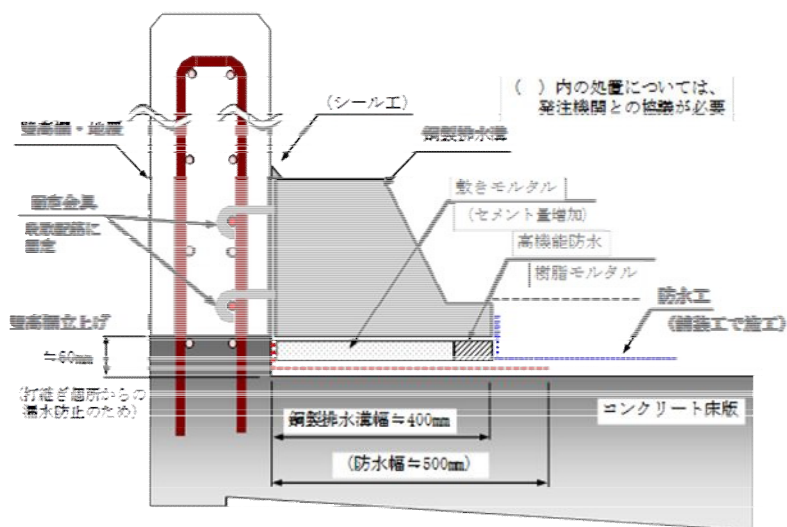 (シール工)
( )内の処置については、
発注機関との協議が必要
壁高欄・地覆
鋼製排水溝
敷きモルタル
(セメント量増加)
固定金具
鉄筋に
固定
高機能防水
樹脂モルタル
防水工
(舗装工で施工)
壁高欄立上げ
≒60mm
(打継ぎ個所からの
漏水防止のため)
鋼製排水溝幅≒400mm
コンクリート床版
(防水幅≒500mm)